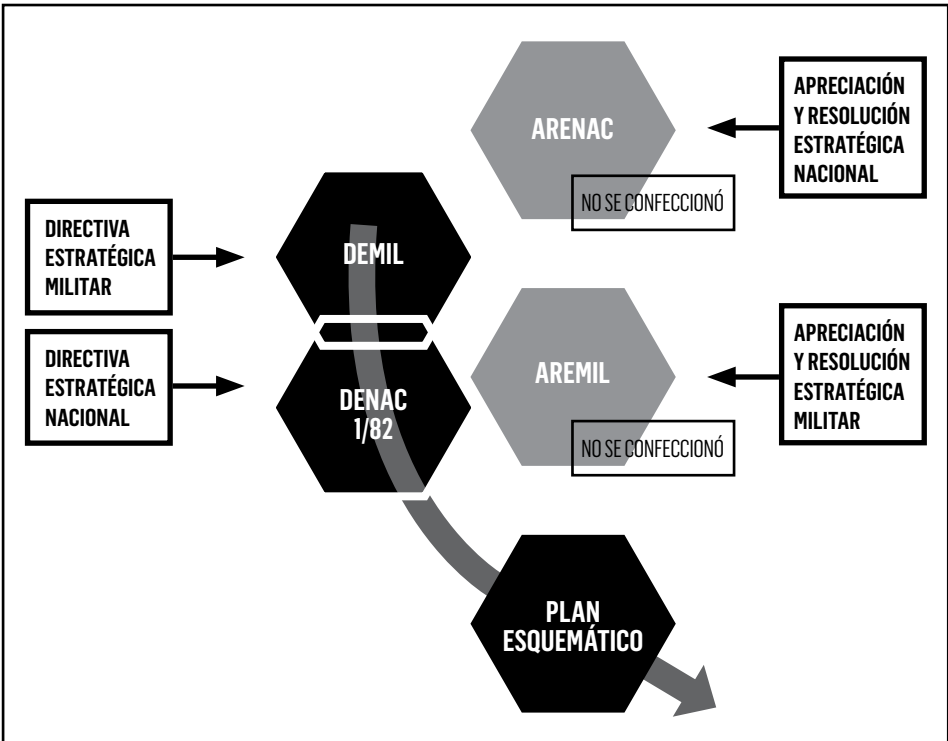 ARENAC
APRECIACIÓN
Y RESOLUCIÓN
ESTRATÉGICA
NACIONAL
NO SE CONFECCIONÓ
DIRECTIVA
ESTRATÉGICA
MILITAR
DEMIL
DIRECTIVA
ESTRATÉGICA
NACIONAL
DENAC
1/82
AREMIL
APRECIACIÓN
Y RESOLUCIÓN
ESTRATÉGICA
MILITAR
NO SE CONFECCIONÓ
PLAN
ESQUEMÁTICO